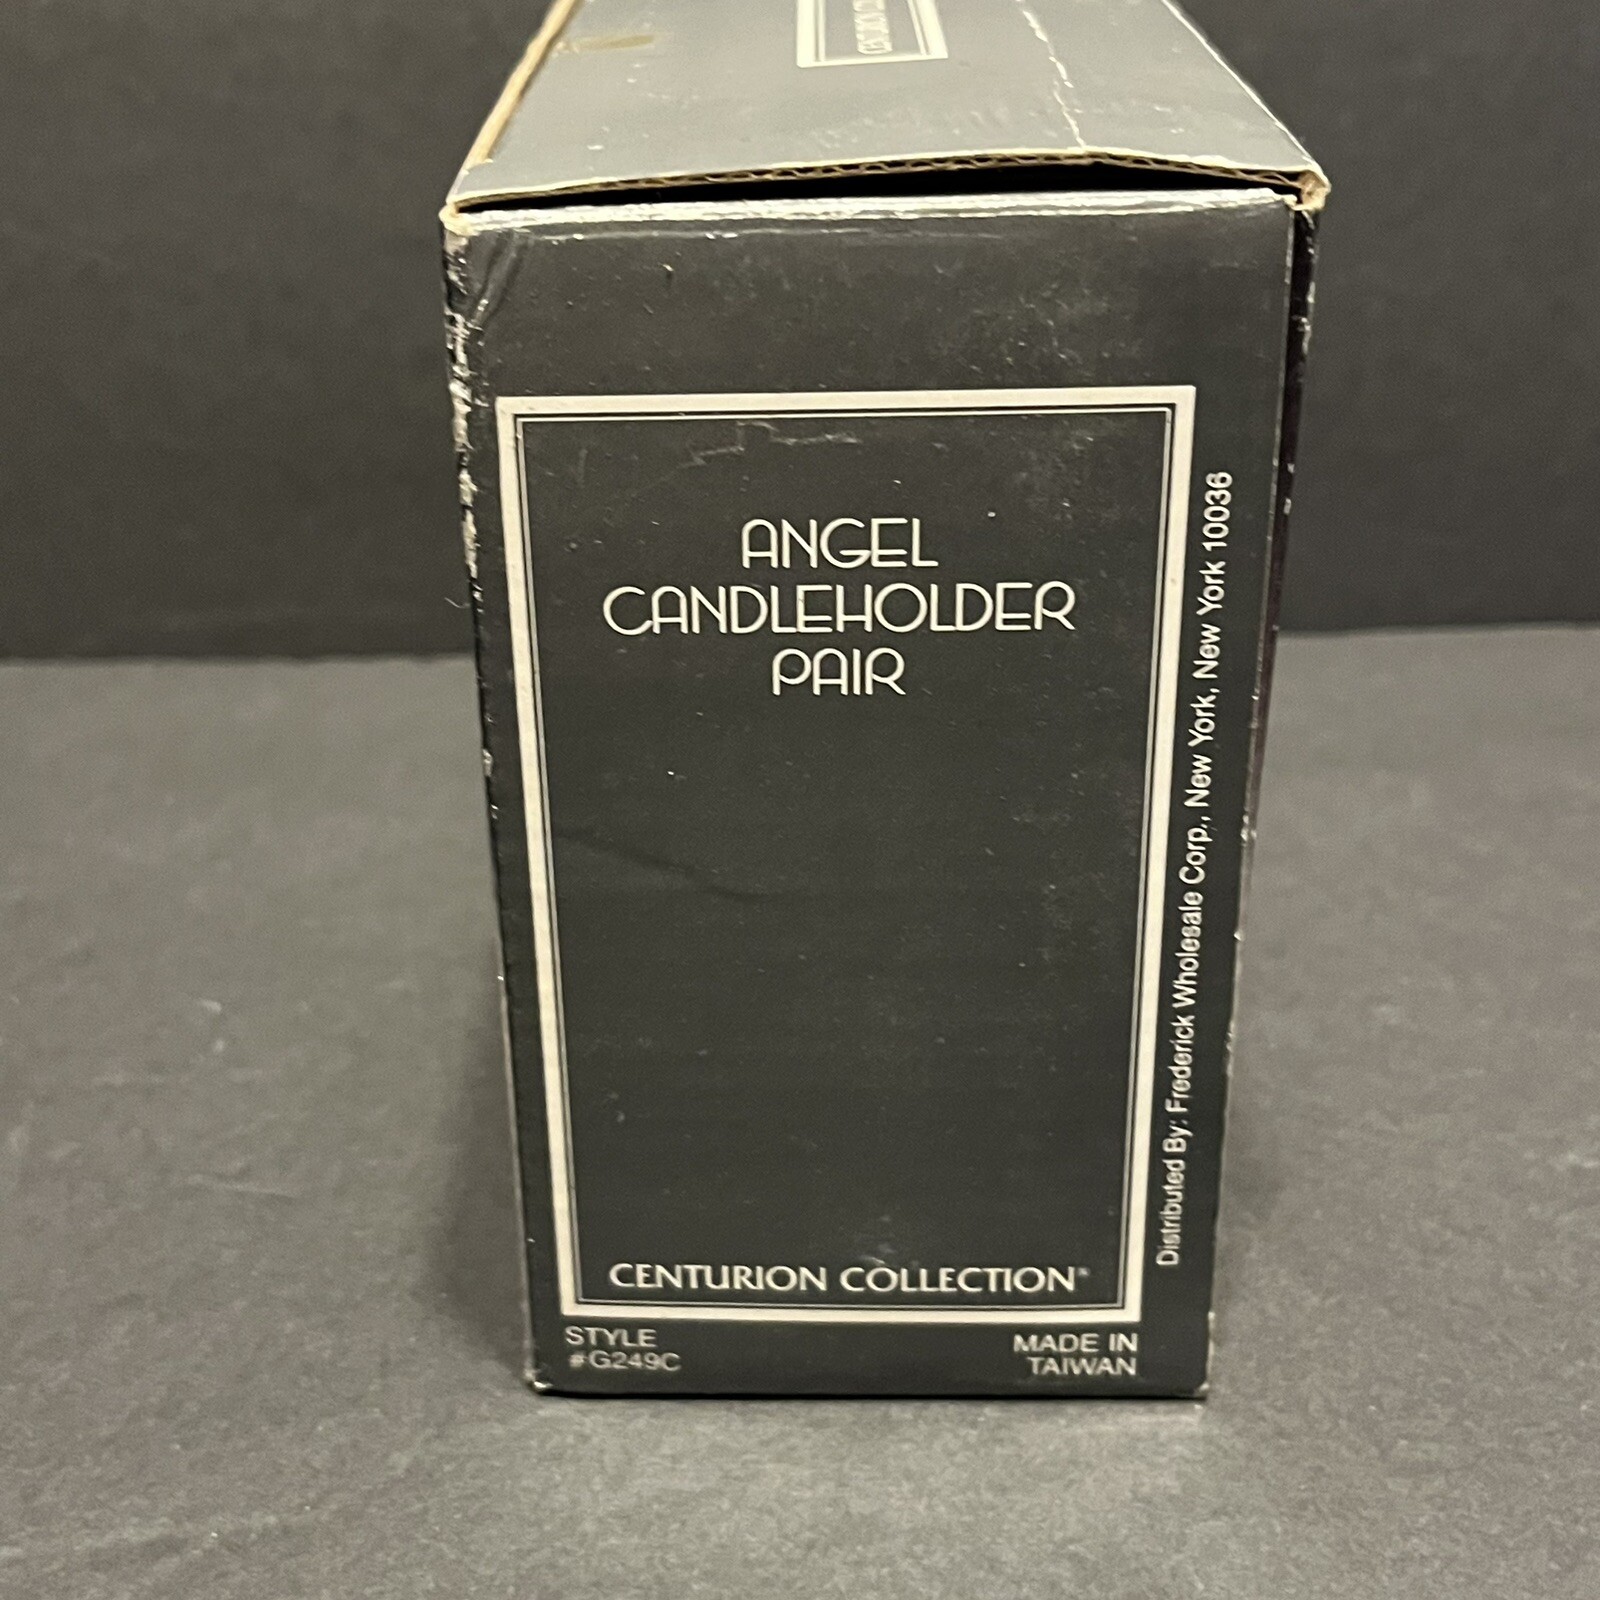 CENTURION
ANGEL
CANDLEHOLDER
PAIR
CENTURION COLLECTION
STYLE
#G249C
MADE IN
TAIWAN
Distributed By: Frederick Wholesale Corp., New York, New York 10036